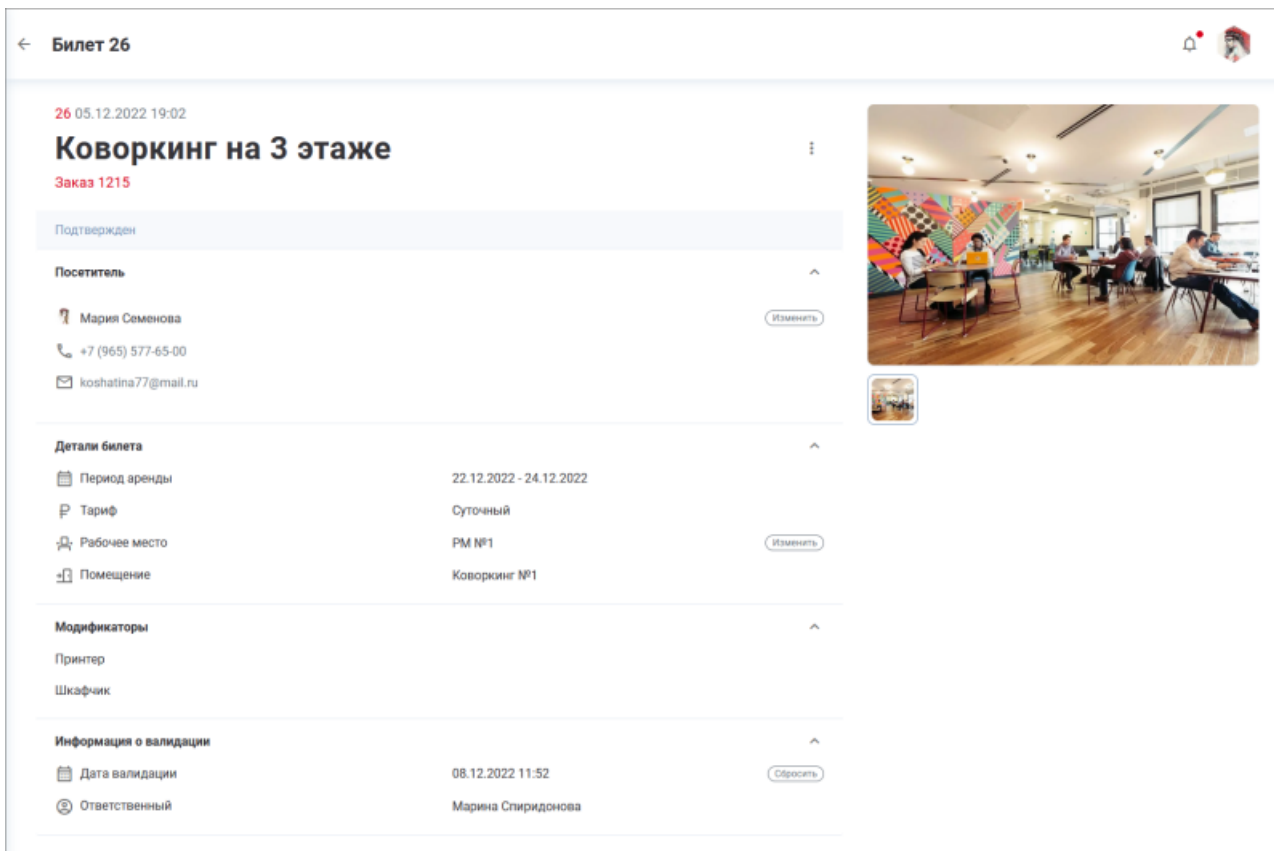 Билет 26
26 05.12.2022 19:02
Коворкинг на 3 этаже
Заказ 1215
Подтвержден
Посетитель
Мария Семенова Изменить
+7 (965) 577-65-00
koshatina77@mail.ru
Детали билета
Период аренды 22.12.2022 - 24.12.2022
Тариф Суточный
Рабочее место РМ №1 Изменить
Помещение Коворкинг №1
Модификаторы
Принтер
Шкафчик
Информация о валидации
Дата валидации 08.12.2022 11:52 Сбросить
Ответственный Марина Спиридонова